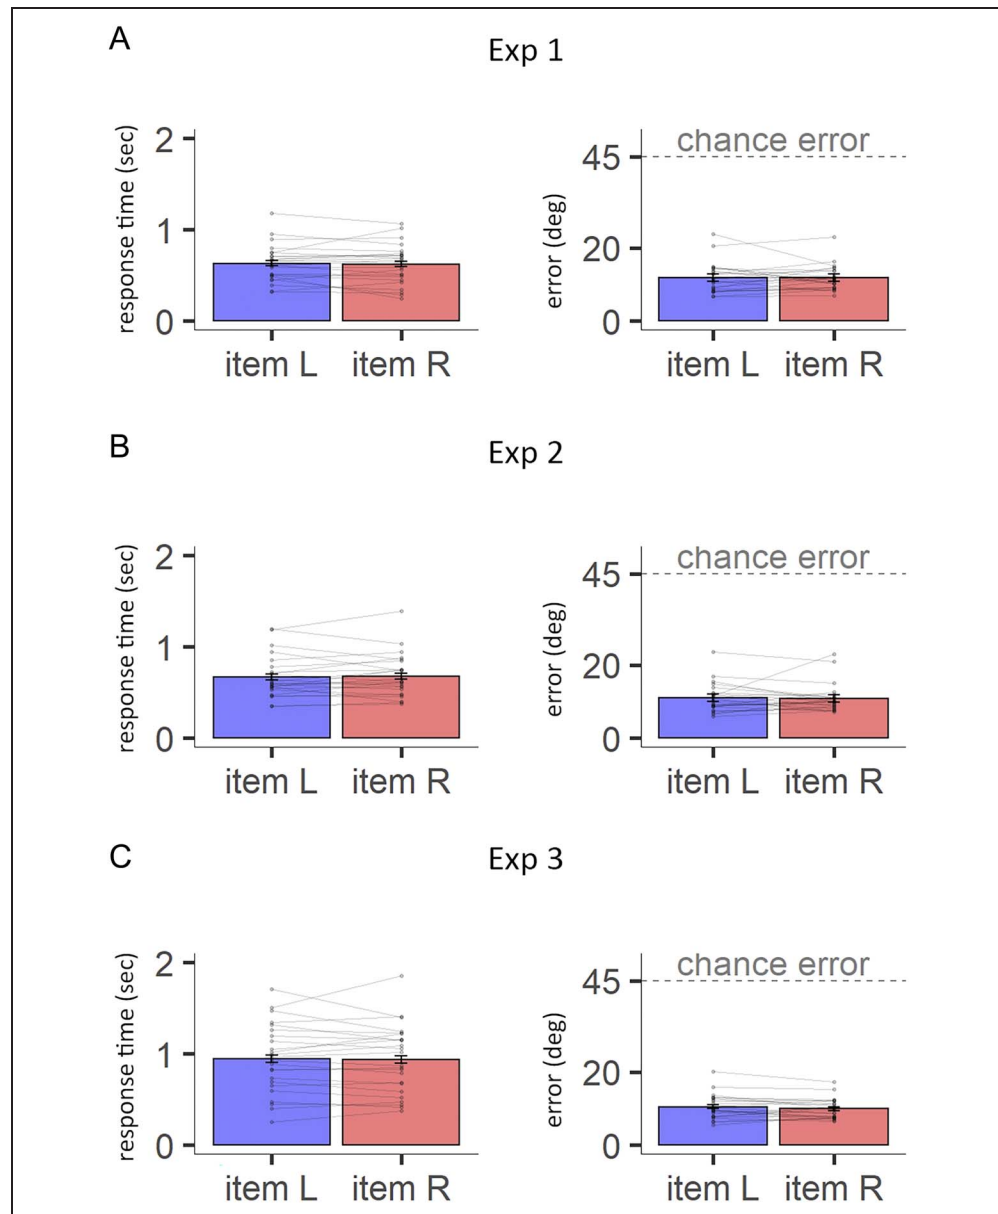 A
Exp 1
response time (sec)
2
1
0
item L item R
error (deg)
chance error
45
20
0
item L item R
B
Exp 2
response time (sec)
2
1
0
item L item R
error (deg)
chance error
45
20
0
item L item R
C
Exp 3
response time (sec)
2
1
0
item L item R
error (deg)
chance error
45
20
0
item L item R